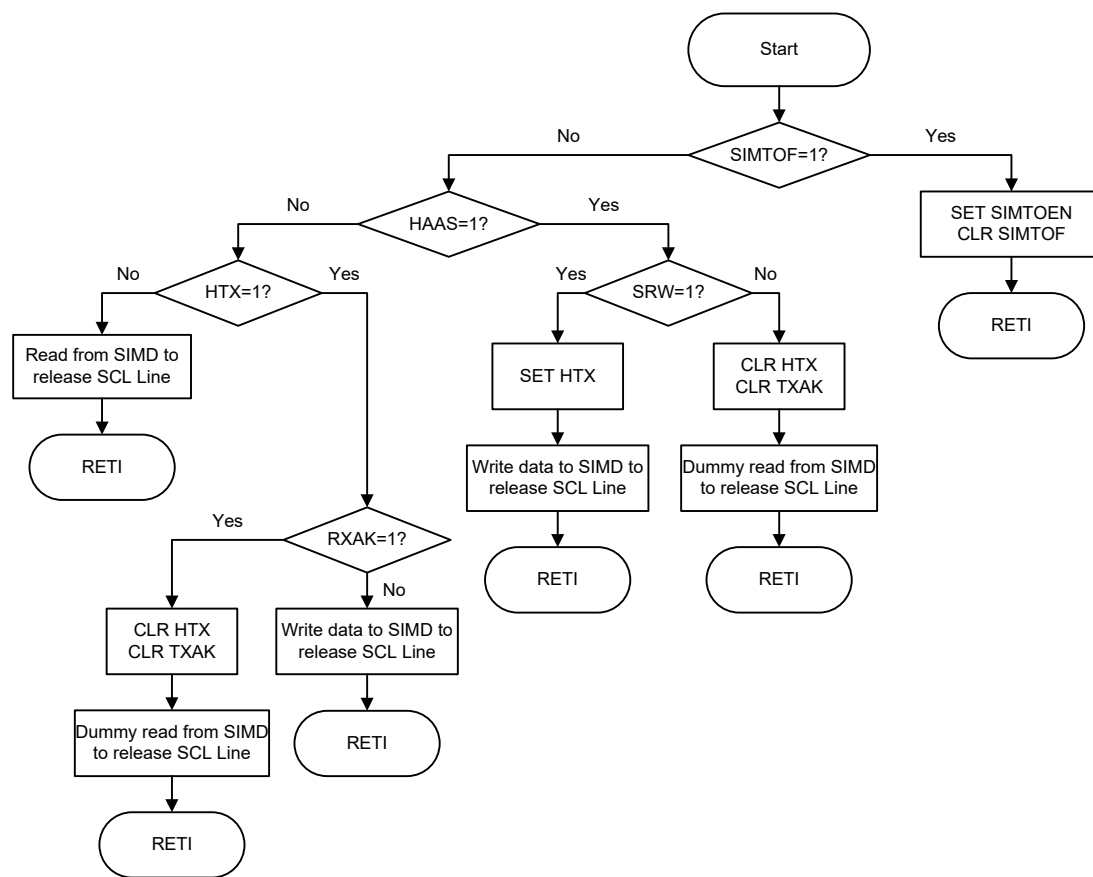 Start
No
Yes
SIMTOF=1?
No
Yes
HAAS=1?
SET SIMTOEN
CLR SIMTOF
No
Yes
HTX=1?
Yes
No
SRW=1?
RETI
Read from SIMD to
release SCL Line
SET HTX
CLR HTX
CLR TXAK
RETI
Write data to SIMD to
release SCL Line
Dummy read from SIMD
to release SCL Line
Yes
RXAK=1?
No
RETI
RETI
CLR HTX
CLR TXAK
Write data to SIMD to
release SCL Line
Dummy read from SIMD
to release SCL Line
RETI
RETI